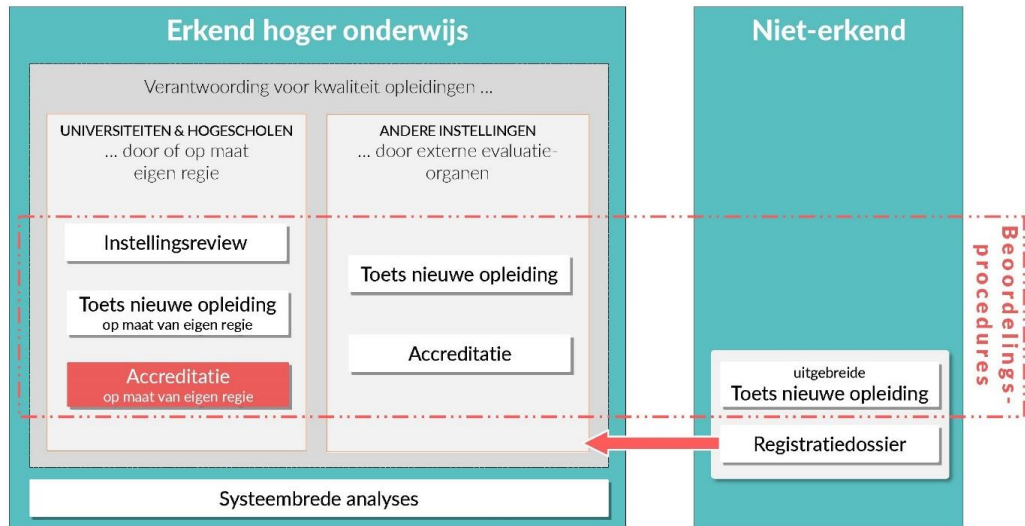 Erkend hoger onderwijs
Niet-erkend
Verantwoording voor kwaliteit opleidingen ...
UNIVERSITEITEN & HOGESCHOLEN
... door of op maat
eigen regie
ANDERE INSTELLINGEN
... door externe evaluatie-
organen
Instellingsreview
Toets nieuwe opleiding
op maat van eigen regie
Accreditatie
op maat van eigen regie
Toets nieuwe opleiding
Accreditatie
Beoordelings-
procedures
uitgebreide
Toets nieuwe opleiding
Registratiedossier
Systeembrede analyses